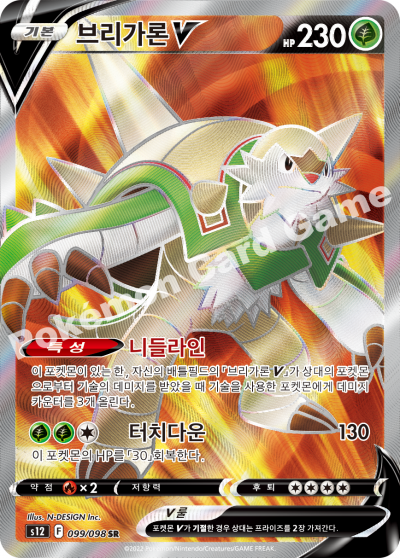 기본 브리가론 V HP 230
특성 니들라인
이 포켓몬이 있는 한, 자신의 배틀필드의 「브리가론 V」가 상대의 포켓몬
으로부터 기술의 데미지를 받았을 때 기술을 사용한 포켓몬에게 데미지
카운터를 3개 올린다.
터치다운 130
이 포켓몬의 HP를 「30」회복한다.
약점 ×2 저항력 후퇴
V룰
포켓몬 V가 기절한 경우 상대는 프라이즈를 2장 가져간다.
Illus. N-DESIGN Inc.
s12 F 099/098 SR
©2022 Pokémon/Nintendo/Creatures/GAME FREAK.
Pokemon Card Game